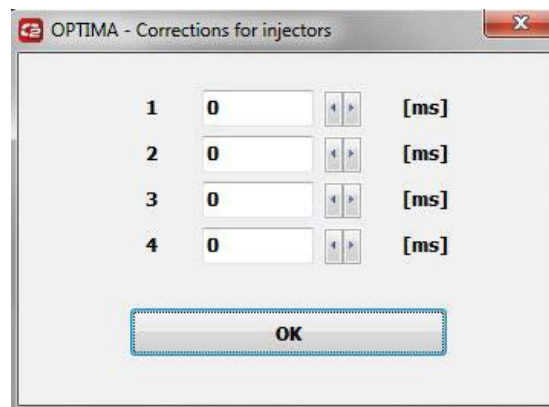 OPTIMA - Corrections for injectors
1 0 [ms]
2 0 [ms]
3 0 [ms]
4 0 [ms]
OK